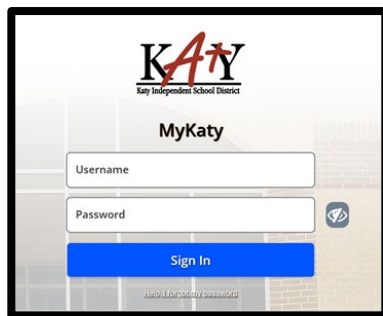 KAtY
Katy Independent School District
MyKaty
Username
Password
Sign In
Help, I forgot my password